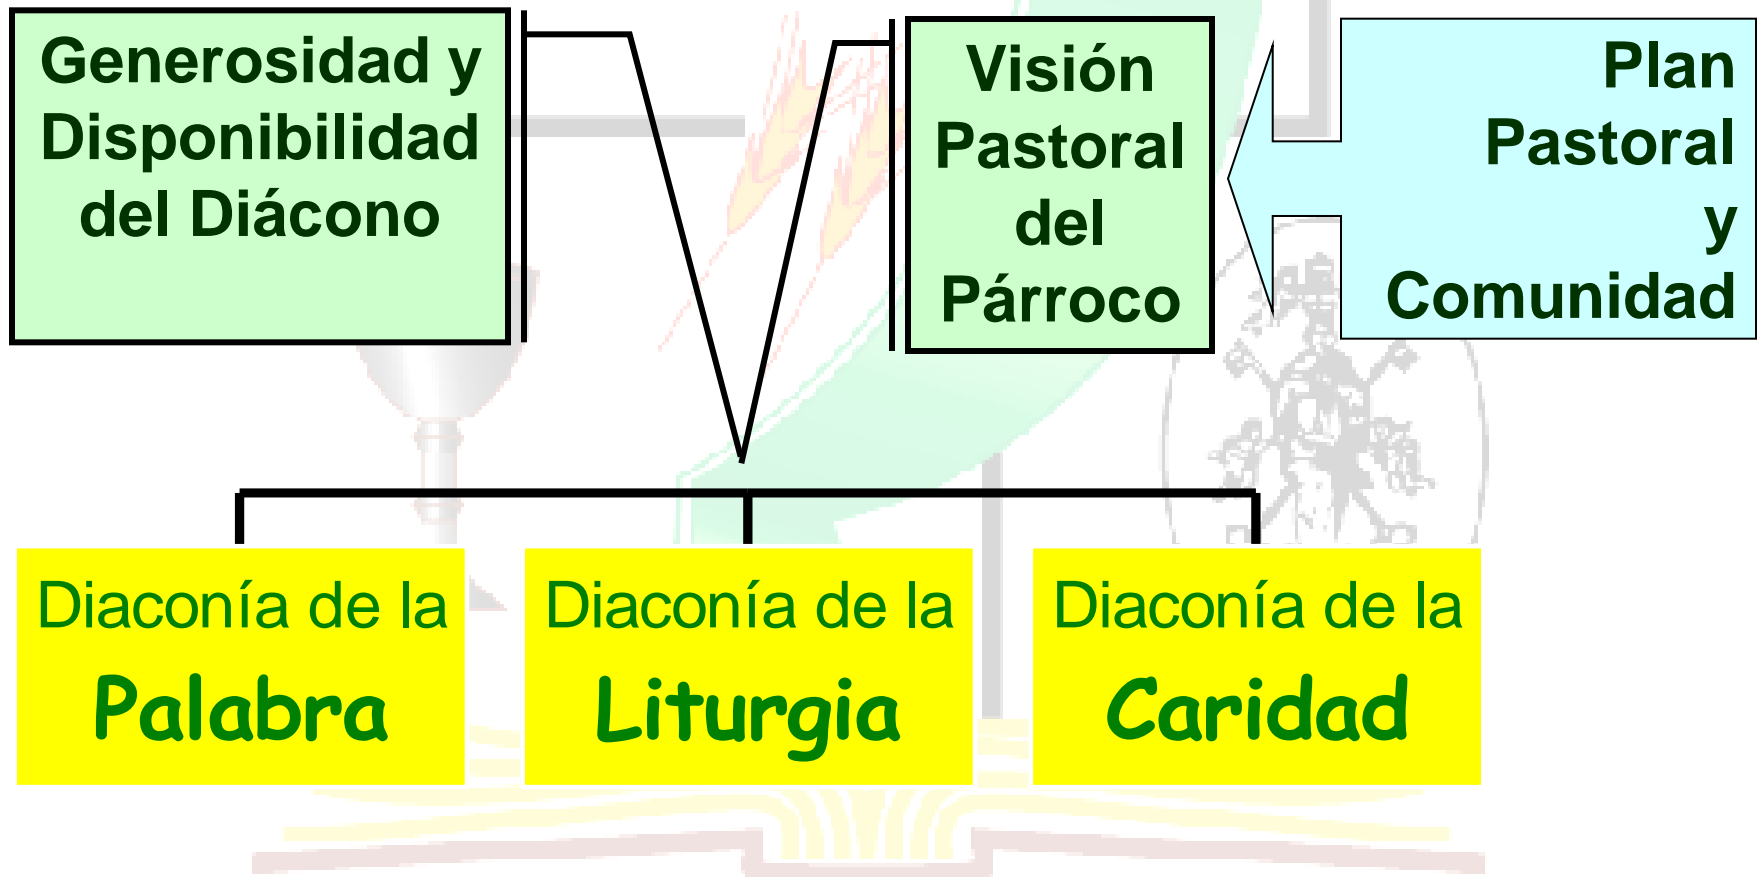 Generosidad y
Disponibilidad
del Diácono
Visión
Pastoral
del
Párroco
Plan
Pastoral
y
Comunidad
Diaconía de la
Palabra
Diaconía de la
Liturgia
Diaconía de la
Caridad